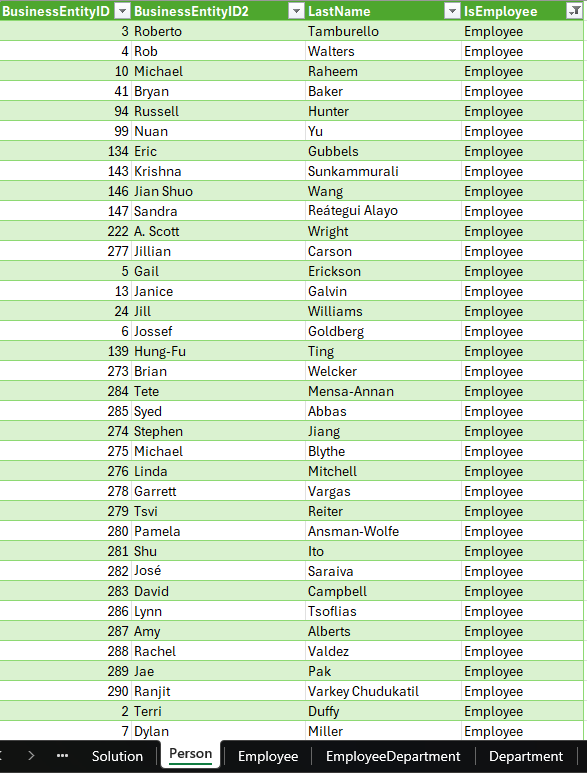 BusinessEntityID BusinessEntityID2 LastName IsEmployee
3 Roberto Tamburello Employee
4 Rob Walters Employee
10 Michael Raheem Employee
41 Bryan Baker Employee
94 Russell Hunter Employee
99 Nuan Yu Employee
134 Eric Gubbels Employee
143 Krishna Sunkammurali Employee
146 Jian Shuo Wang Employee
147 Sandra Reátegui Alayo Employee
222 A. Scott Wright Employee
277 Jillian Carson Employee
5 Gail Erickson Employee
13 Janice Galvin Employee
24 Jill Williams Employee
6 Jossef Goldberg Employee
139 Hung-Fu Ting Employee
273 Brian Welcker Employee
284 Tete Mensa-Annan Employee
285 Syed Abbas Employee
274 Stephen Jiang Employee
275 Michael Blythe Employee
276 Linda Mitchell Employee
278 Garrett Vargas Employee
279 Tsvi Reiter Employee
280 Pamela Ansman-Wolfe Employee
281 Shu Ito Employee
282 José Saraiva Employee
283 David Campbell Employee
286 Lynn Tsoflias Employee
287 Amy Alberts Employee
288 Rachel Valdez Employee
289 Jae Pak Employee
290 Ranjit Varkey Chudukatil Employee
2 Terri Duffy Employee
7 Dylan Miller Employee
Solution Person Employee EmployeeDepartment Department